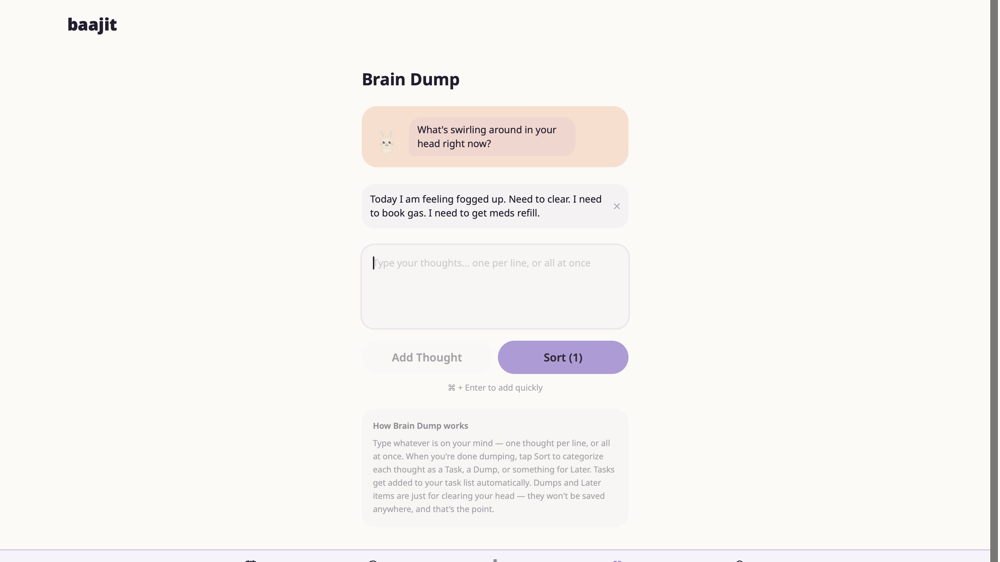 baajit
Brain Dump
What's swirling around in your
head right now?
Today I am feeling fogged up. Need to clear. I need
to book gas. I need to get meds refill.
Type your thoughts... one per line, or all at once
Add Thought
Sort (1)
⌘ + Enter to add quickly
How Brain Dump works
Type whatever is on your mind — one thought per line, or all
at once. When you're done dumping, tap Sort to categorize
each thought as a Task, a Dump, or something for Later. Tasks
get added to your task list automatically. Dumps and Later
items are just for clearing your head — they won't be saved
anywhere, and that's the point.